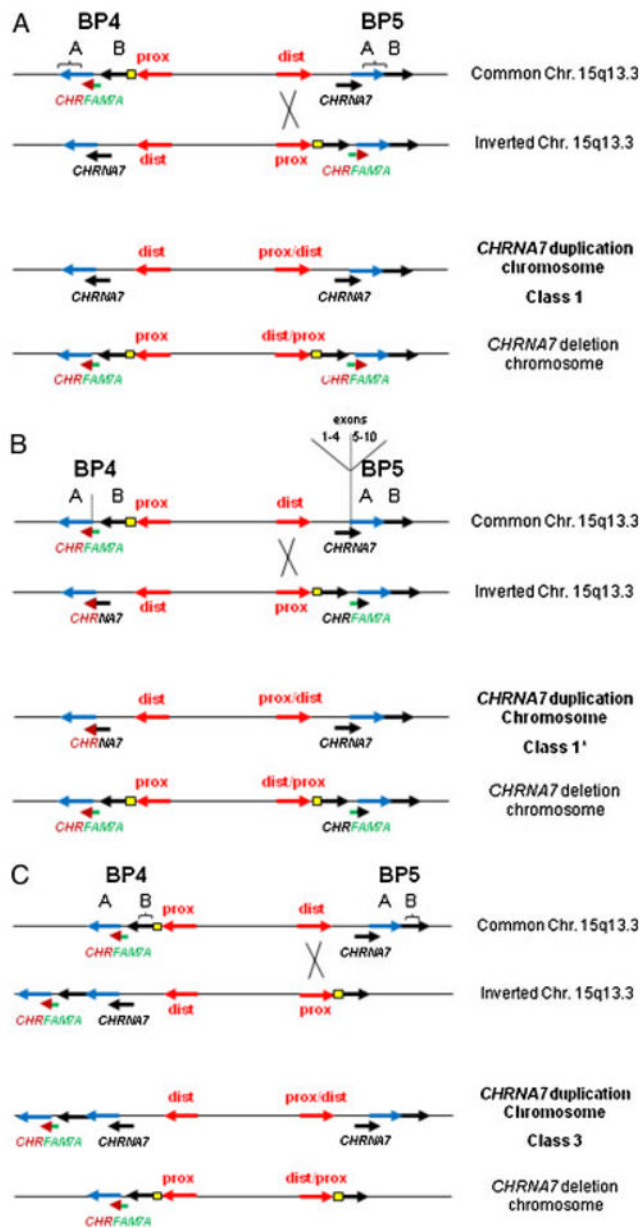 A
BP4
BP5
A B
A B
prox
dist
CHRFAM7A
CHRNA7
Common Chr. 15q13.3
Inverted Chr. 15q13.3
CHRNA7
dist
prox
CHRFAM7A
dist
prox/dist
CHRNA7 duplication
chromosome
CHRNA7
CHRNA7
Class 1
prox
dist/prox
CHRNA7 deletion
chromosome
CHRFAM7A
CHRFAM7A
B
exons
1-4 5-10
BP4
BP5
A B
A B
prox
dist
Common Chr. 15q13.3
CHRFAM7A
CHRNA7
Inverted Chr. 15q13.3
CHRNA7
dist
prox
CHRFAM7A
dist
prox/dist
CHRNA7 duplication
Chromosome
CHRNA7
CHRNA7
Class 1'
prox
dist/prox
CHRNA7 deletion
chromosome
CHRFAM7A
CHRFAM7A
C
BP4
BP5
A B
A B
prox
dist
Common Chr. 15q13.3
CHRFAM7A
CHRNA7
Inverted Chr. 15q13.3
CHRFAM7A
CHRNA7
dist
prox
dist
prox/dist
CHRNA7 duplication
Chromosome
CHRFAM7A
CHRNA7
CHRNA7
Class 3
prox
dist/prox
CHRNA7 deletion
chromosome
CHRFAM7A